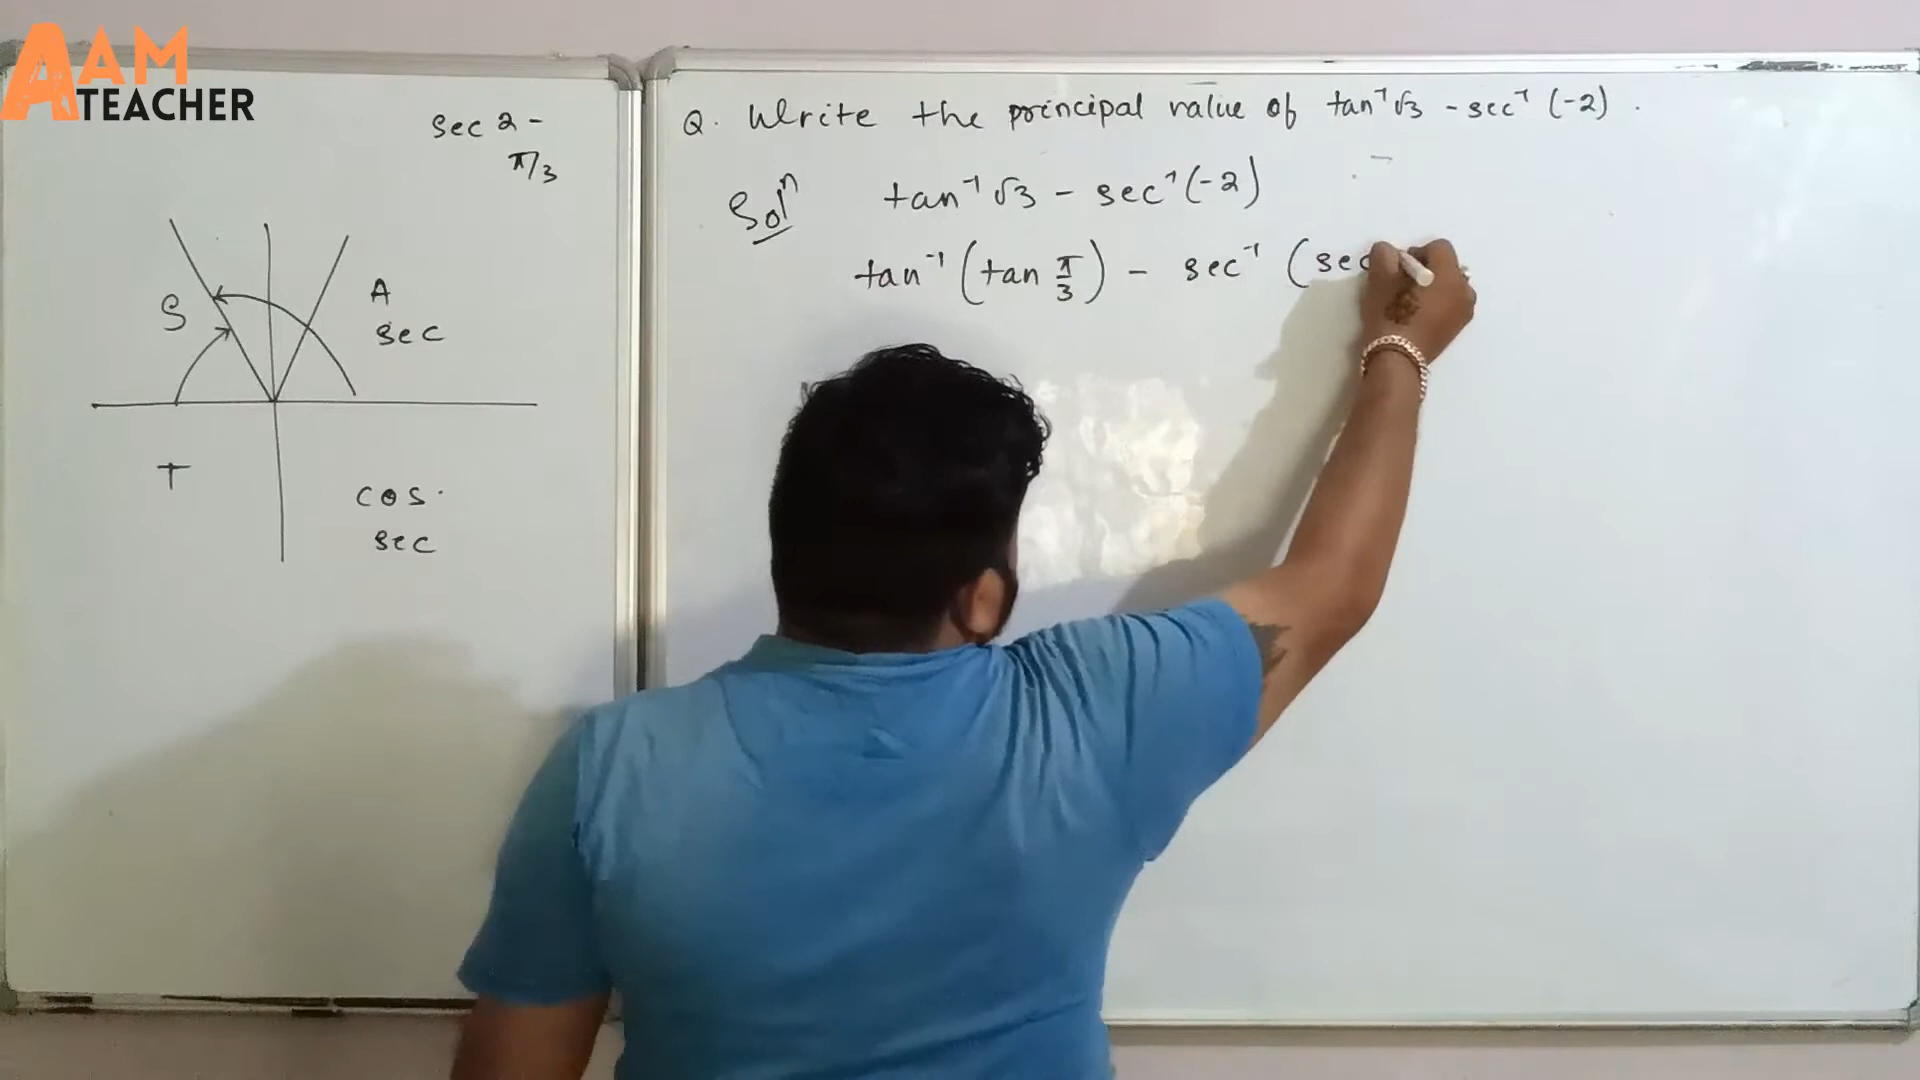 AAM
TEACHER
sec 2 -
π/3
S
A
sec
T
cos.
sec
Q. Write the principal value of tan⁻¹ √3 - sec⁻¹ (-2) .
Solⁿ tan⁻¹ √3 - sec⁻¹ (-2)
tan⁻¹ (tan π/3) - sec⁻¹ (sec